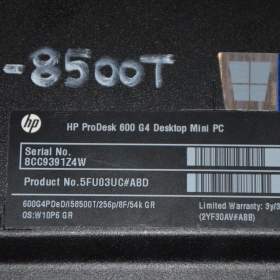 -8500T
hp
HP ProDesk 600 G4 Desktop Mini PC
Serial No.
8CC9391Z4W
Product No.5FU03UC#ABD
600G4PDeD/I58500T/256p/8F/54k GR
OS:W10P6 GR
Limited Warranty: 3y/3
(2YF30AV#ABB)